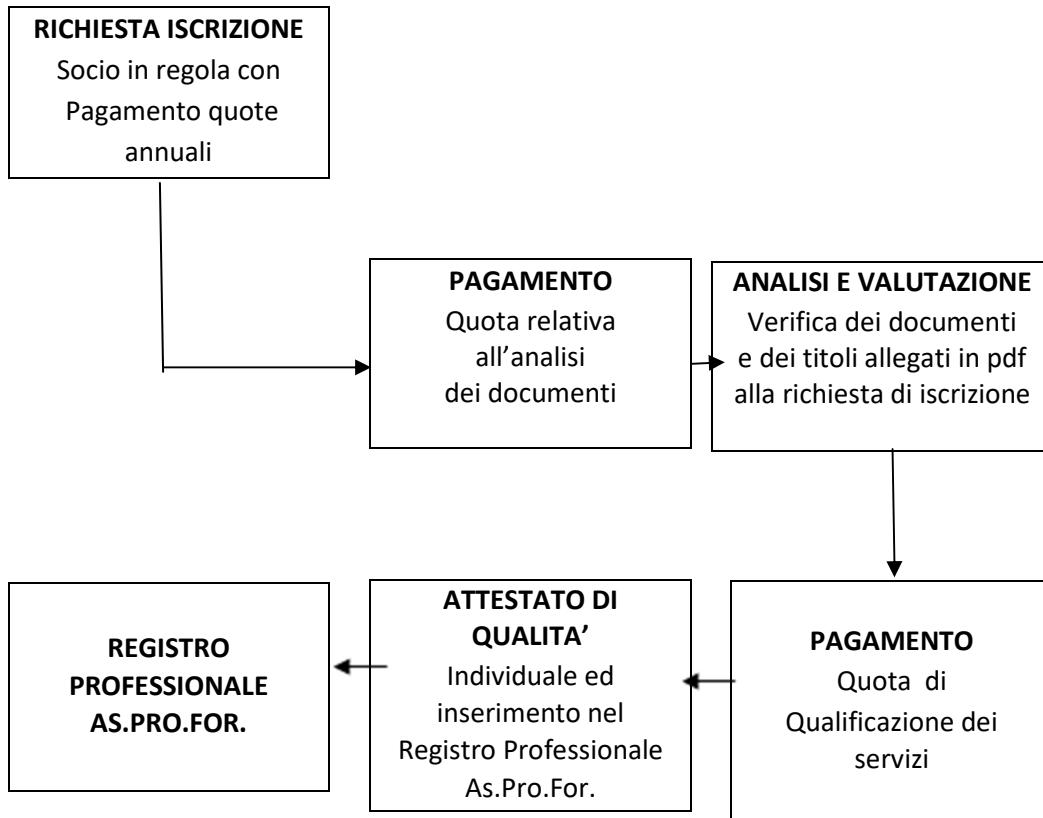 RICHIESTA ISCRIZIONE
Socio in regola con
Pagamento quote
annuali
PAGAMENTO
Quota relativa
all’analisi
dei documenti
ANALISI E VALUTAZIONE
Verifica dei documenti
e dei titoli allegati in pdf
alla richiesta di iscrizione
PAGAMENTO
Quota di
Qualificazione dei
servizi
ATTESTATO DI
QUALITA’
Individuale ed
inserimento nel
Registro Professionale
As.Pro.For.
REGISTRO
PROFESSIONALE
AS.PRO.FOR.